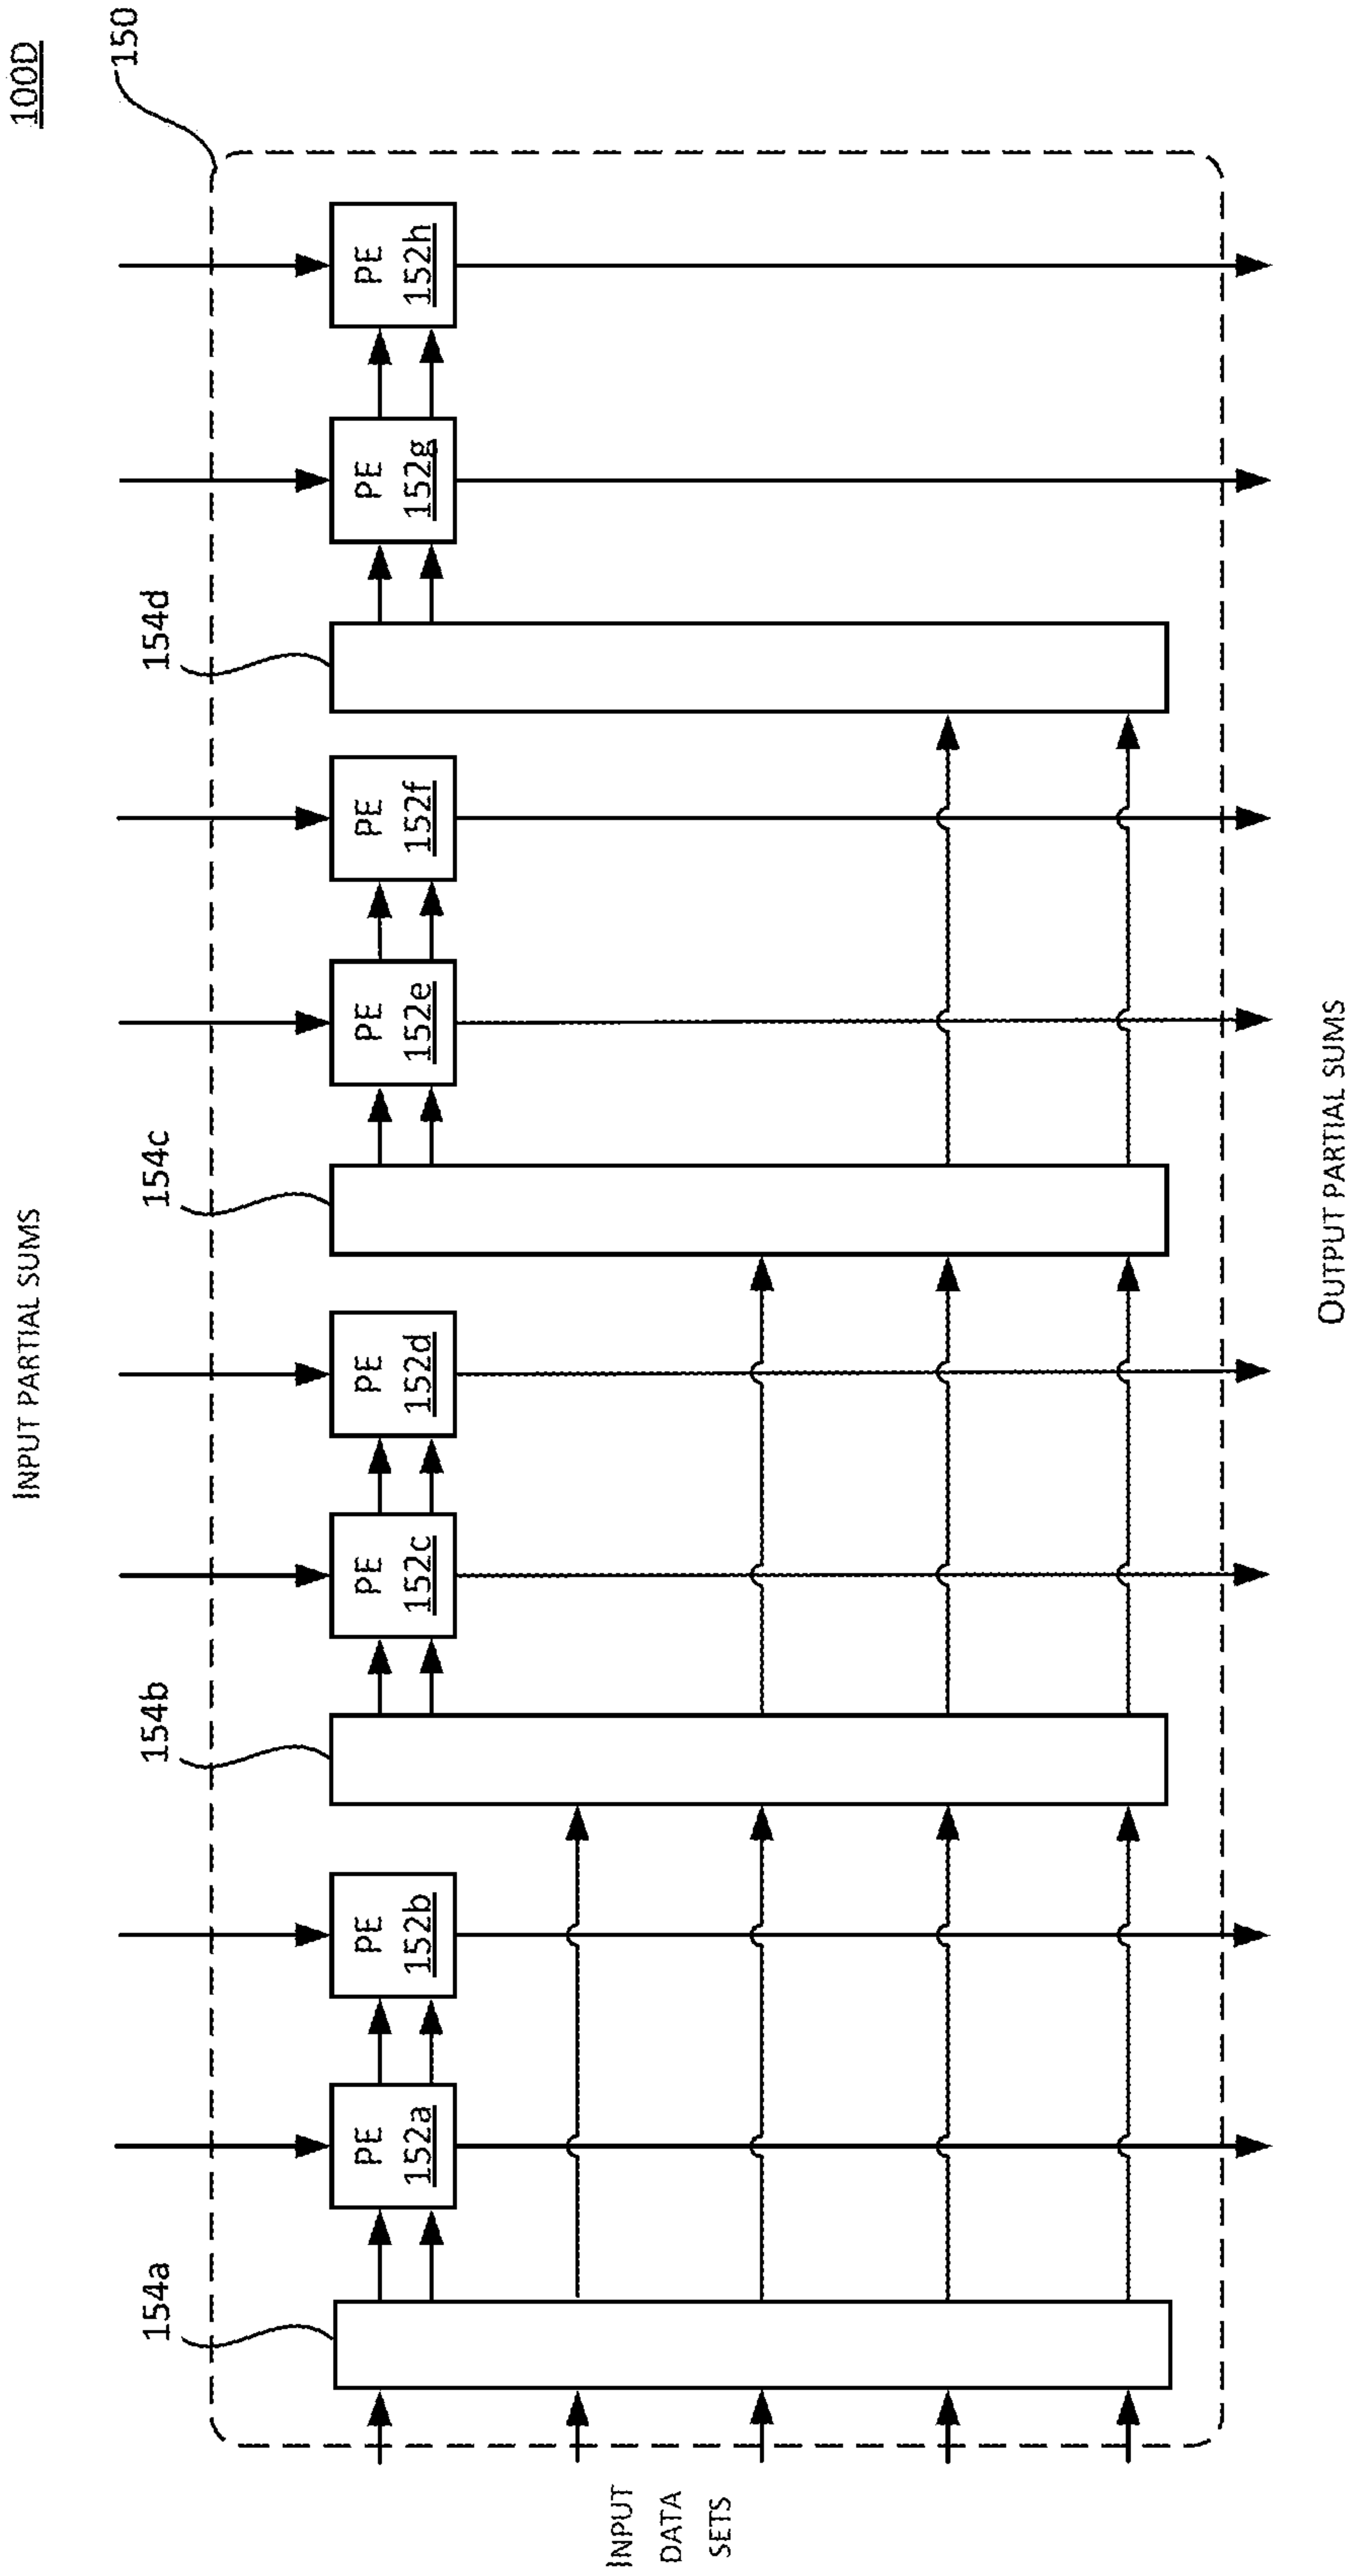 100D
150
INPUT PARTIAL SUMS
154a
154b
154c
154d
PE
152a
PE
152b
PE
152c
PE
152d
PE
152e
PE
152f
PE
152g
PE
152h
INPUT
DATA
SETS
OUTPUT PARTIAL SUMS